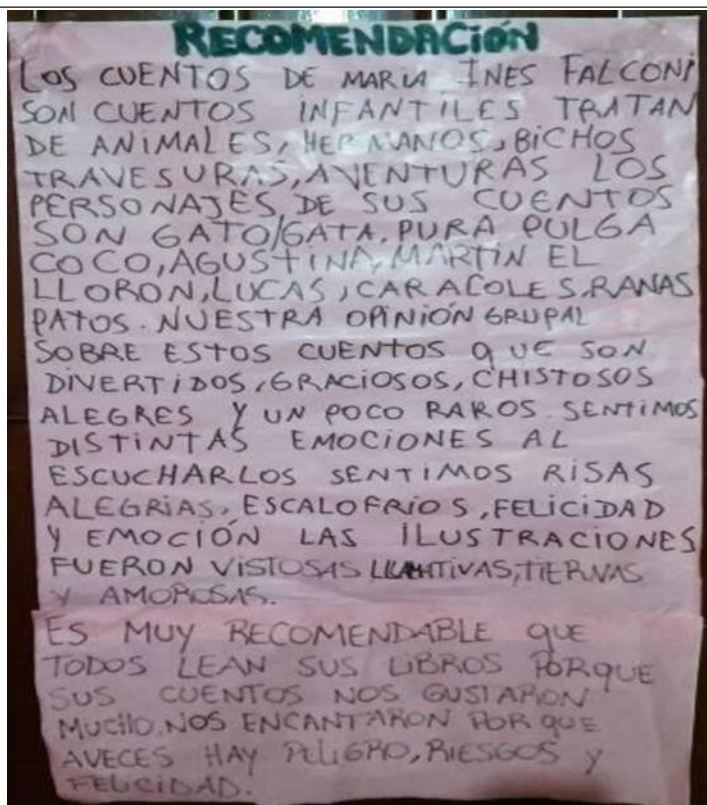 RECOMENDACIÓN
LOS CUENTOS DE MARIA INES FALCONI
SON CUENTOS INFANTILES TRATAN
DE ANIMALES, HERMANOS, BICHOS
TRAVESURAS, AVENTURAS LOS
PERSONAJES DE SUS CUENTOS
SON GATO/GATA, PURA PULGA
COCO, AGUSTINA, MARTIN EL
LLORON, LUCAS, CARACOLES, RANAS
PATOS. NUESTRA OPINIÓN GRUPAL
SOBRE ESTOS CUENTOS QUE SON
DIVERTIDOS, GRACIOSOS, CHISTOSOS
ALEGRES Y UN POCO RAROS. SENTIMOS
DISTINTAS EMOCIONES AL
ESCUCHARLOS SENTIMOS RISAS
ALEGRIAS, ESCALOFRIOS, FELICIDAD
Y EMOCIÓN LAS ILUSTRACIONES
FUERON VISTOSAS LLAMATIVAS, TIERNAS
Y AMOROSAS.
ES MUY RECOMENDABLE QUE
TODOS LEAN SUS LIBROS PORQUE
SUS CUENTOS NOS GUSTARON
MUCHO, NOS ENCANTARON POR QUE
AVECES HAY PELIGRO, RIESGOS Y
FELICIDAD.